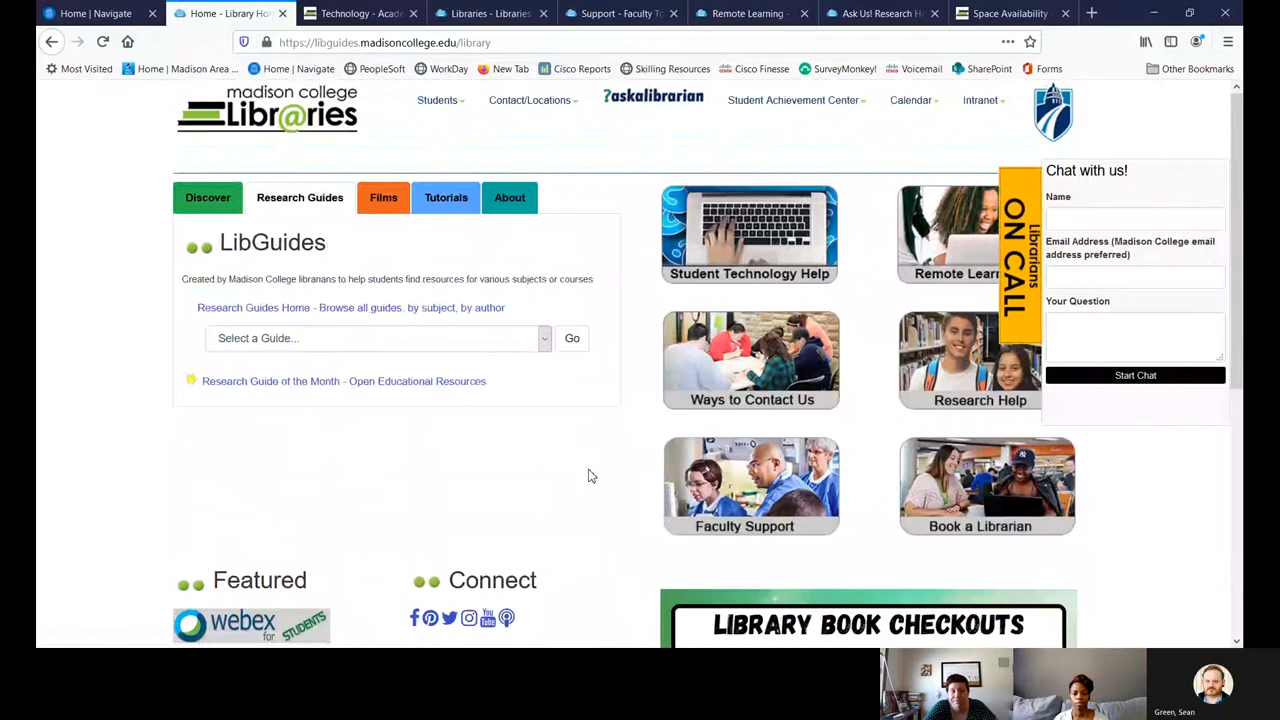 Home | Navigate
Home - Library Ho
Technology - Acade
Libraries - Libraries
Support - Faculty Te
Remote Learning -
Ask Us! Research H
Space Availability -
https://libguides.madisoncollege.edu/library
Most Visited
Home | Madison Area ...
Home | Navigate
PeopleSoft
WorkDay
New Tab
Cisco Reports
Skilling Resources
Cisco Finesse
SurveyMonkey!
Voicemail
SharePoint
Forms
Other Bookmarks
madison college
Libr@ries
Students
Contact/Locations
?askalibrarian
Student Achievement Center
Calendar
Intranet
Discover
Research Guides
Films
Tutorials
About
LibGuides
Created by Madison College librarians to help students find resources for various subjects or courses
Research Guides Home - Browse all guides, by subject, by author
Select a Guide...
Go
Research Guide of the Month - Open Educational Resources
Student Technology Help
Remote Lear
Ways to Contact Us
Research Help
Faculty Support
Book a Librarian
Librarians
ON CALL
Chat with us!
Name
Email Address (Madison College email
address preferred)
Your Question
Start Chat
Featured
webex
for STUDENTS
Connect
You
Tube
LIBRARY BOOK CHECKOUTS
Green, Sean